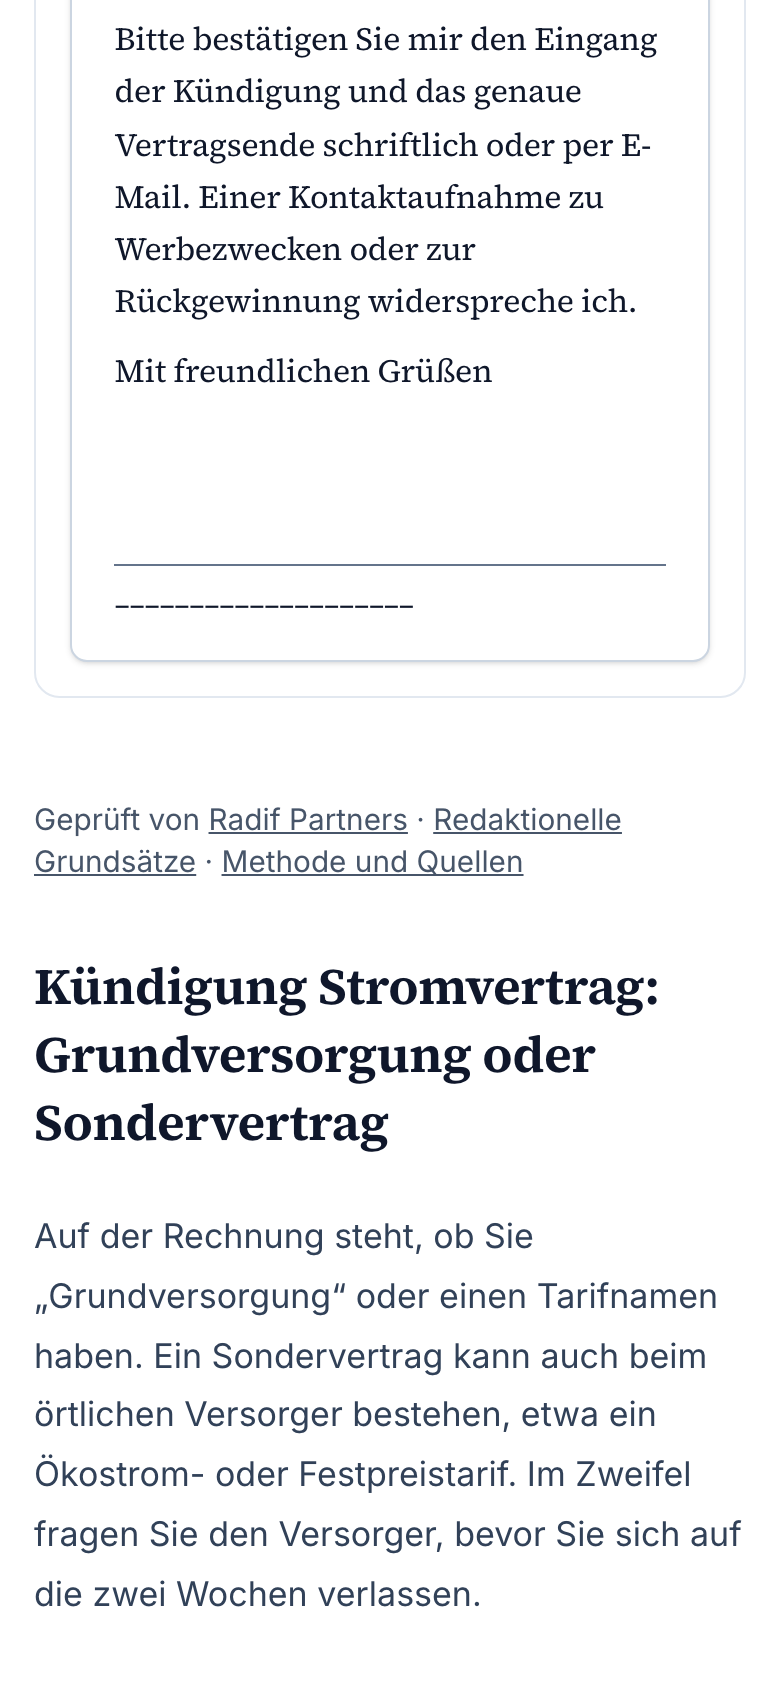 Bitte bestätigen Sie mir den Eingang
der Kündigung und das genaue
Vertragsende schriftlich oder per E-
Mail. Einer Kontaktaufnahme zu
Werbezwecken oder zur
Rückgewinnung widerspreche ich.
Mit freundlichen Grüßen
____________________
Geprüft von Radif Partners · Redaktionelle
Grundsätze · Methode und Quellen
Kündigung Stromvertrag:
Grundversorgung oder
Sondervertrag
Auf der Rechnung steht, ob Sie
„Grundversorgung“ oder einen Tarifnamen
haben. Ein Sondervertrag kann auch beim
örtlichen Versorger bestehen, etwa ein
Ökostrom- oder Festpreistarif. Im Zweifel
fragen Sie den Versorger, bevor Sie sich auf
die zwei Wochen verlassen.